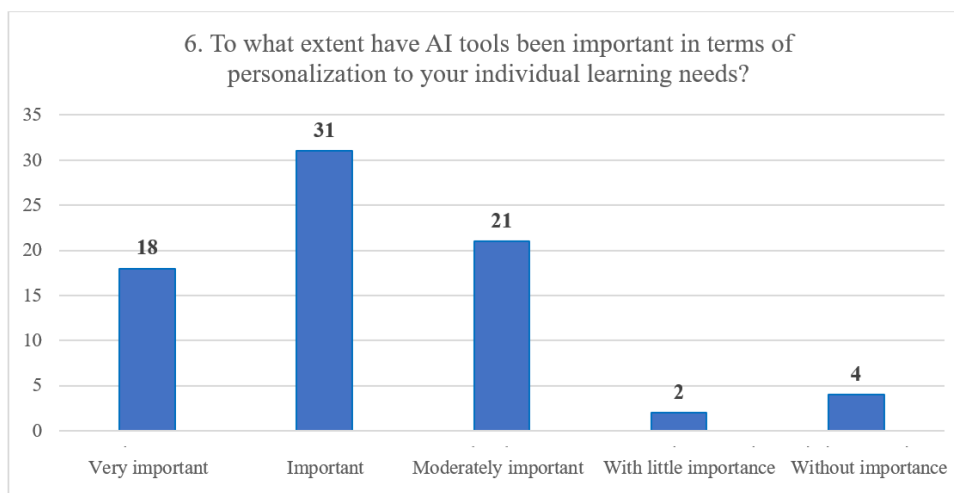 6. To what extent have AI tools been important in terms of
personalization to your individual learning needs?
35
30
25
20
15
10
5
0
18
31
21
2
4
Very important
Important
Moderately important
With little importance
Without importance